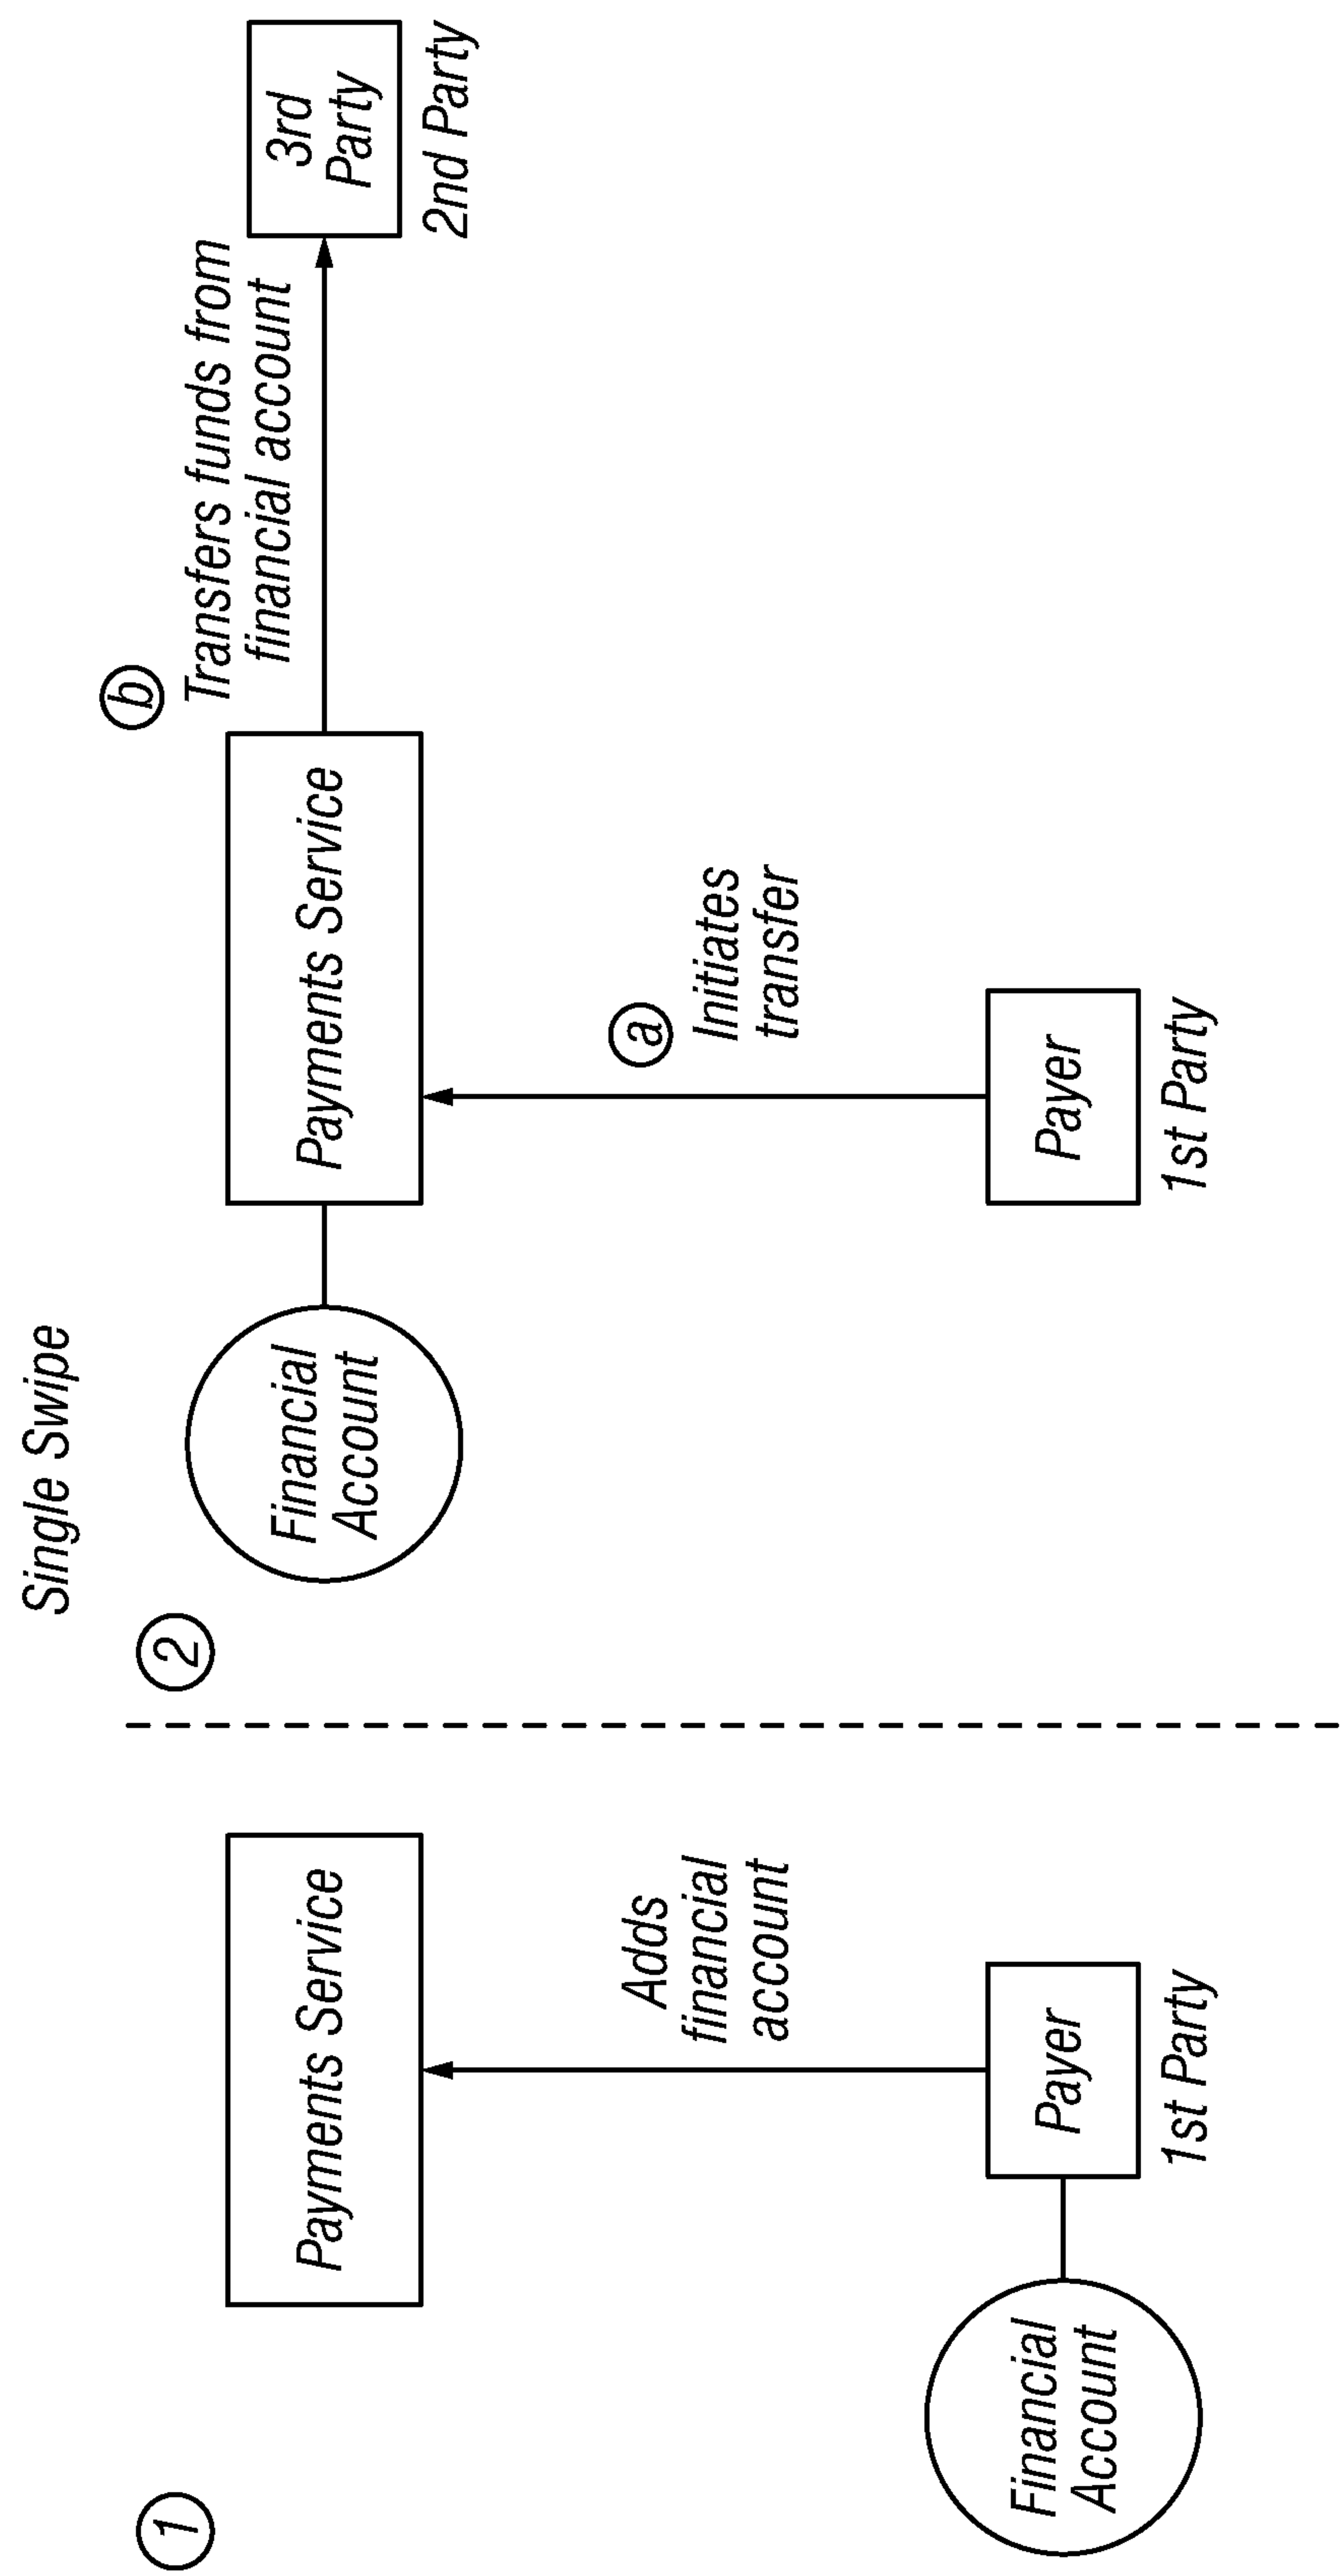 Single Swipe
1
Payments Service
Adds
financial
account
Financial
Account
Payer
1st Party
2
b
Transfers funds from
financial account
Financial
Account
Payments Service
3rd
Party
2nd Party
a
Initiates
transfer
Payer
1st Party